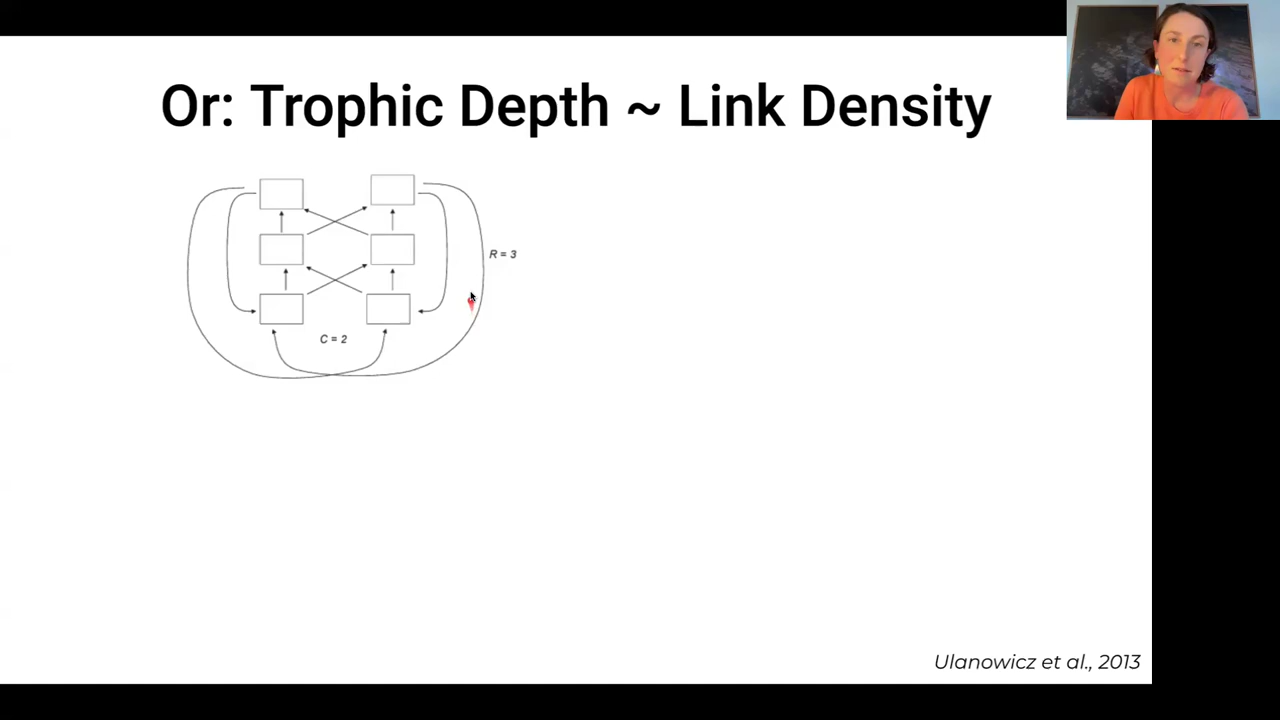 Or: Trophic Depth ~ Link Density
R = 3
C = 2
Ulanowicz et al., 2013